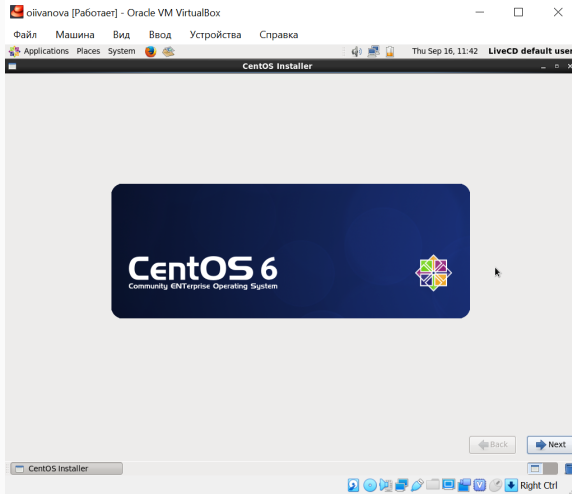 oiivanova [Работает] - Oracle VM VirtualBox
Файл Машина Вид Ввод Устройства Справка
Applications Places System Thu Sep 16, 11:42 LiveCD default user
CentOS Installer
CentOS 6
Community ENTerprise Operating System
Back Next
CentOS Installer
Right Ctrl